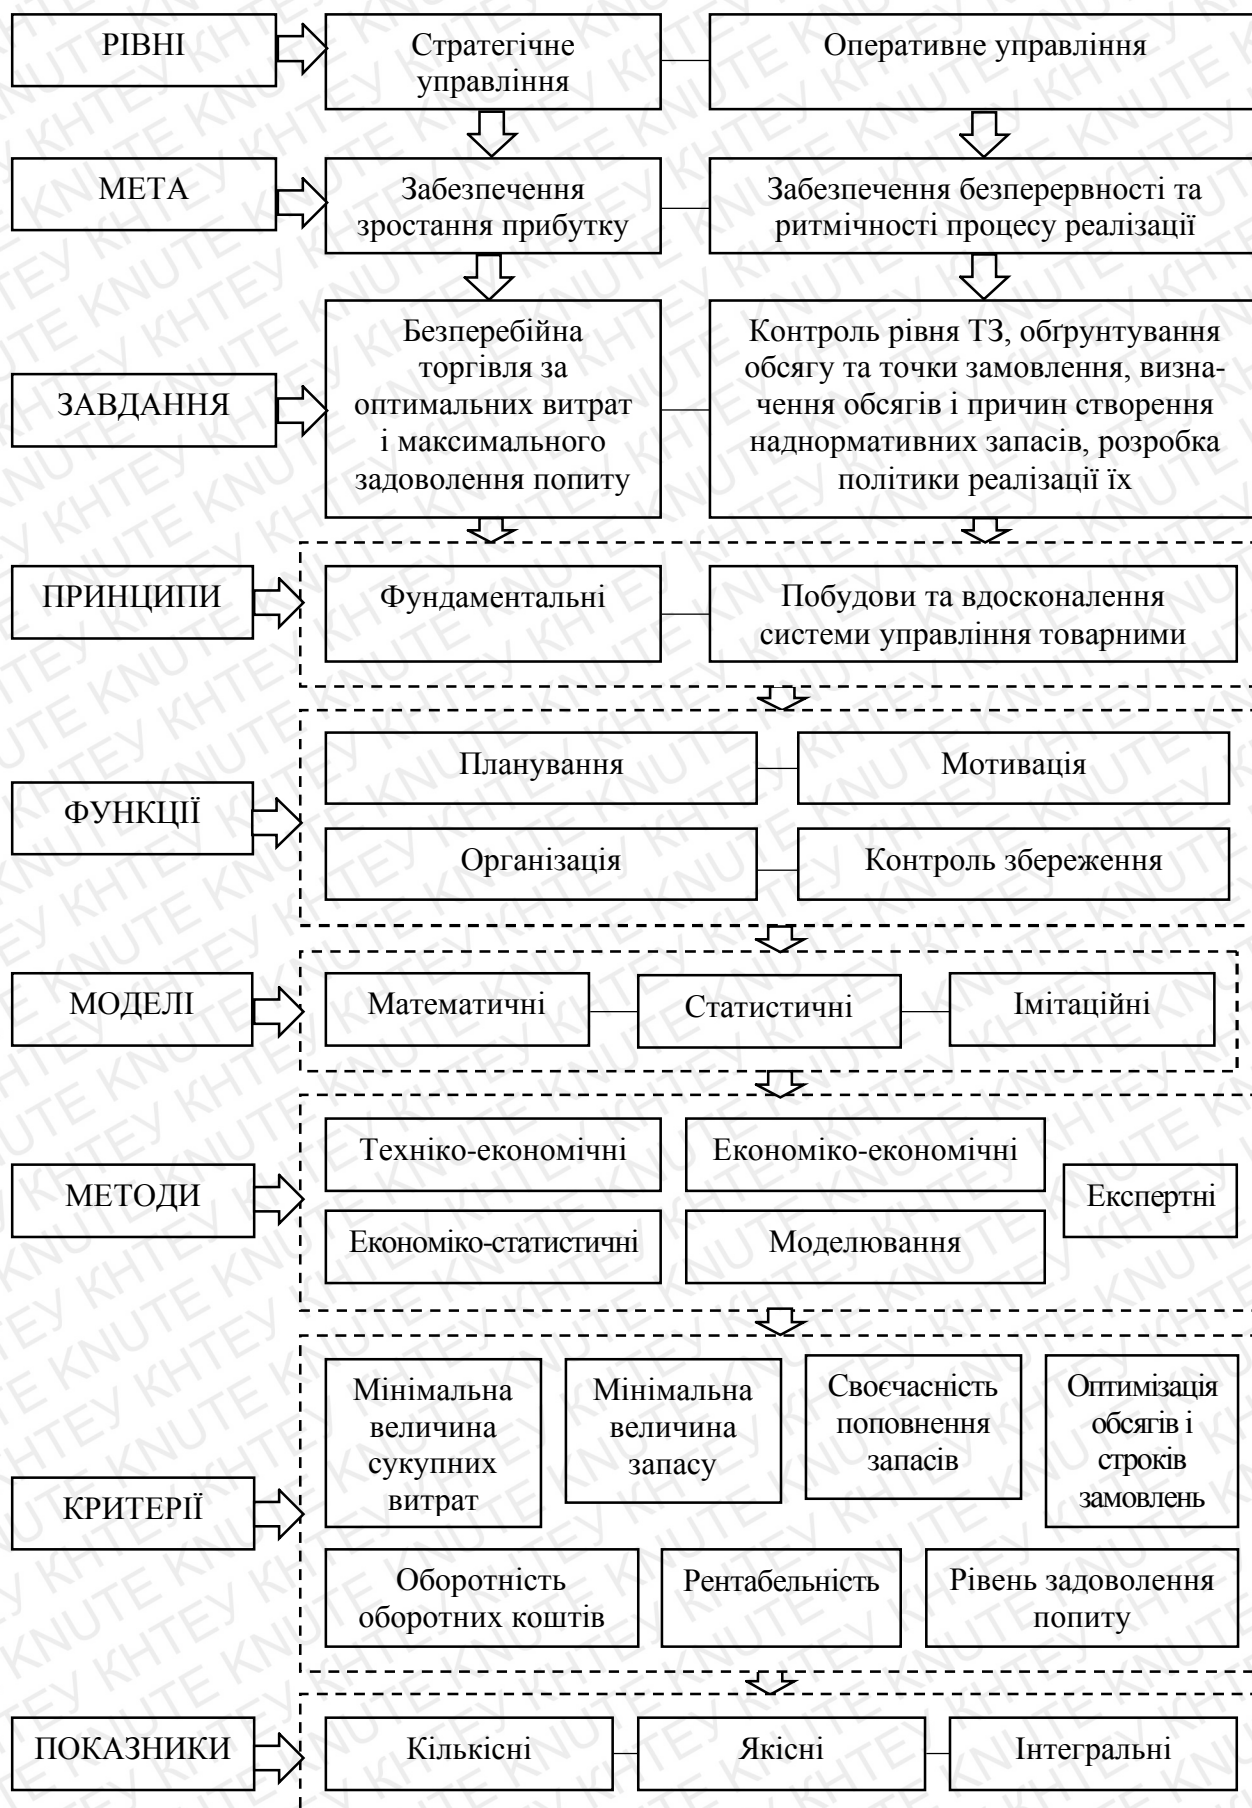 РІВНІ
Стратегічне
управління
Оперативне управління
МЕТА
Забезпечення
зростання прибутку
Забезпечення безперервності та
ритмічності процесу реалізації
ЗАВДАННЯ
Безперебійна
торгівля за
оптимальних витрат
і максимального
задоволення попиту
Контроль рівня ТЗ, обґрунтування
обсягу та точки замовлення, визна-
чення обсягів і причин створення
наднормативних запасів, розробка
політики реалізації їх
ПРИНЦИПИ
Фундаментальні
Побудови та вдосконалення
системи управління товарними
ФУНКЦІЇ
Планування
Мотивація
Організація
Контроль збереження
МОДЕЛІ
Математичні
Статистичні
Імітаційні
МЕТОДИ
Техніко-економічні
Економіко-економічні
Експертні
Економіко-статистичні
Моделювання
КРИТЕРІЇ
Мінімальна
величина
сукупних
витрат
Мінімальна
величина
запасу
Своєчасність
поповнення
запасів
Оптимізація
обсягів і
строків
замовлень
Оборотність
оборотних коштів
Рентабельність
Рівень задоволення
попиту
ПОКАЗНИКИ
Кількісні
Якісні
Інтегральні